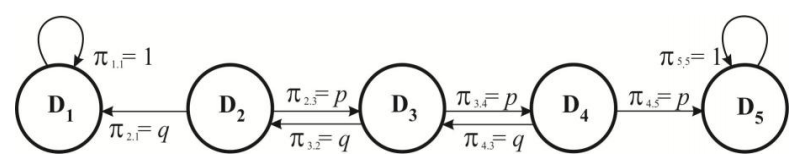 π₁.₁= 1
π₅.₅= 1
D₁
D₂
π₂.₃= p
D₃
π₃.₄= p
D₄
π₄.₅= p
D₅
π₂.₁= q
π₃.₂= q
π₄.₃= q